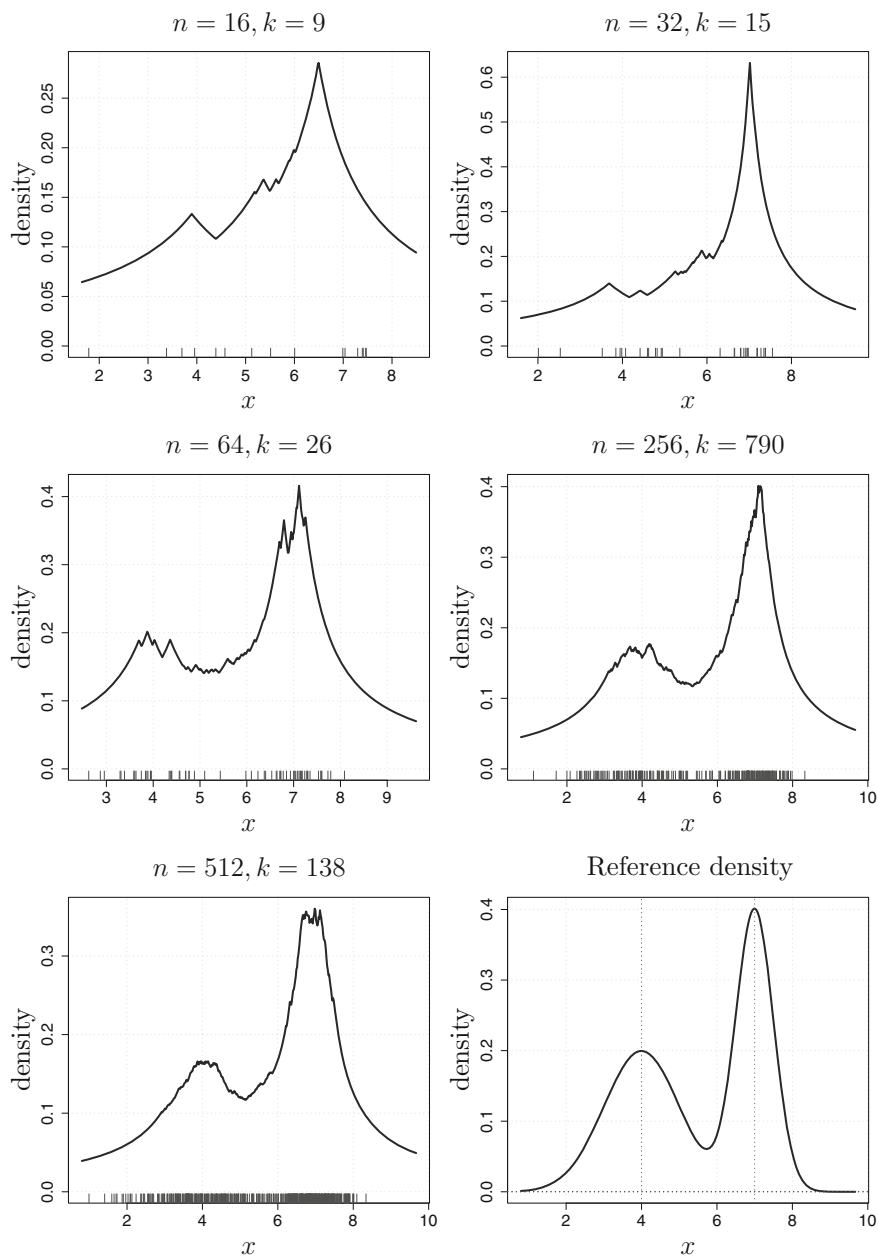 n = 16, k = 9
density
0.00 0.05 0.10 0.15 0.20 0.25
2 3 4 5 6 7 8
x
n = 32, k = 15
density
0.0 0.1 0.2 0.3 0.4 0.5 0.6
2 4 6 8
x
n = 64, k = 26
density
0.0 0.1 0.2 0.3 0.4
3 4 5 6 7 8 9
x
n = 256, k = 790
density
0.0 0.1 0.2 0.3 0.4
2 4 6 8 10
x
n = 512, k = 138
density
0.0 0.1 0.2 0.3
2 4 6 8 10
x
Reference density
density
0.0 0.1 0.2 0.3 0.4
2 4 6 8 10
x